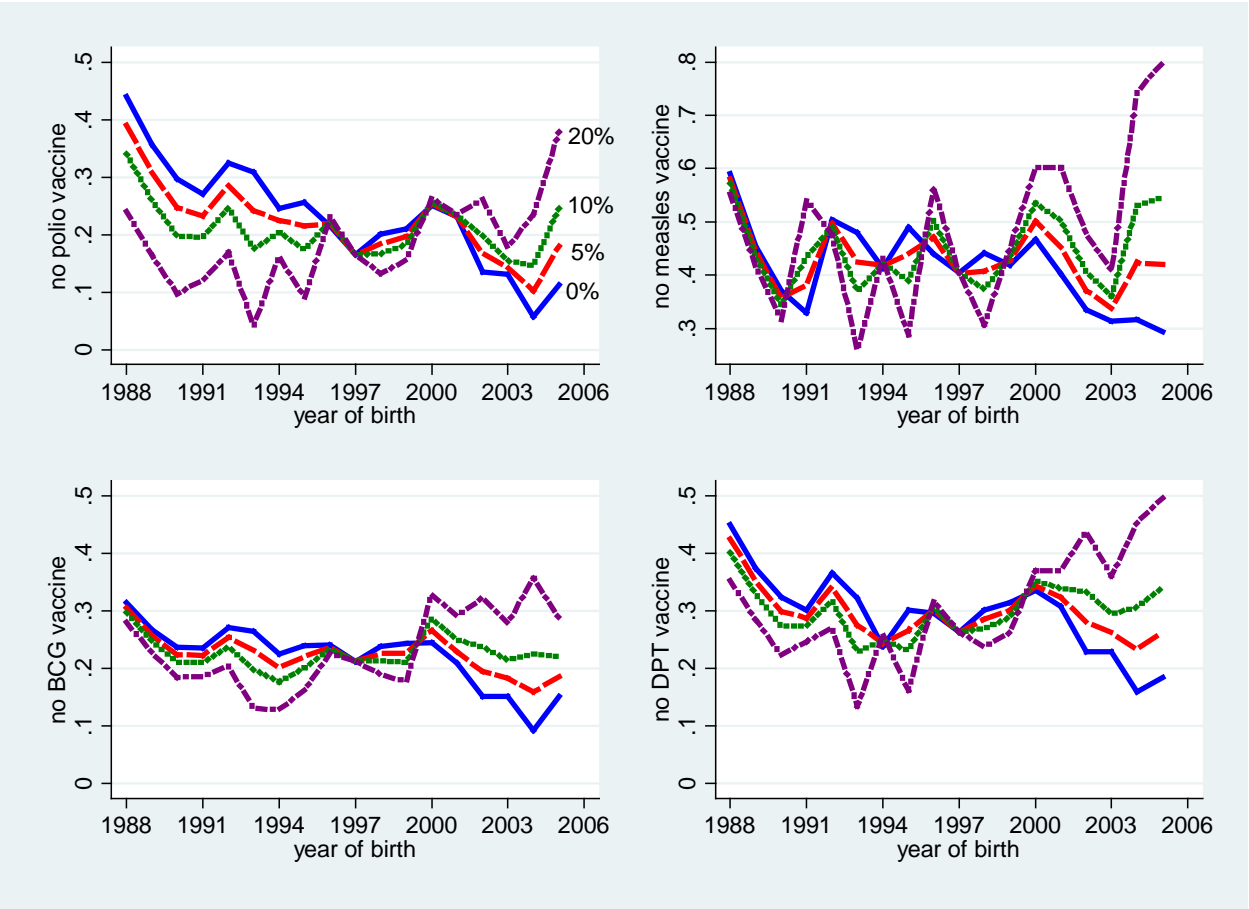 no polio vaccine
.5
.4
.3
.2
.1
0
20%
10%
5%
0%
1988 1991 1994 1997 2000 2003 2006
year of birth
no measles vaccine
.8
.7
.6
.5
.4
.3
1988 1991 1994 1997 2000 2003 2006
year of birth
no BCG vaccine
.5
.4
.3
.2
.1
0
1988 1991 1994 1997 2000 2003 2006
year of birth
no DPT vaccine
.5
.4
.3
.2
.1
0
1988 1991 1994 1997 2000 2003 2006
year of birth